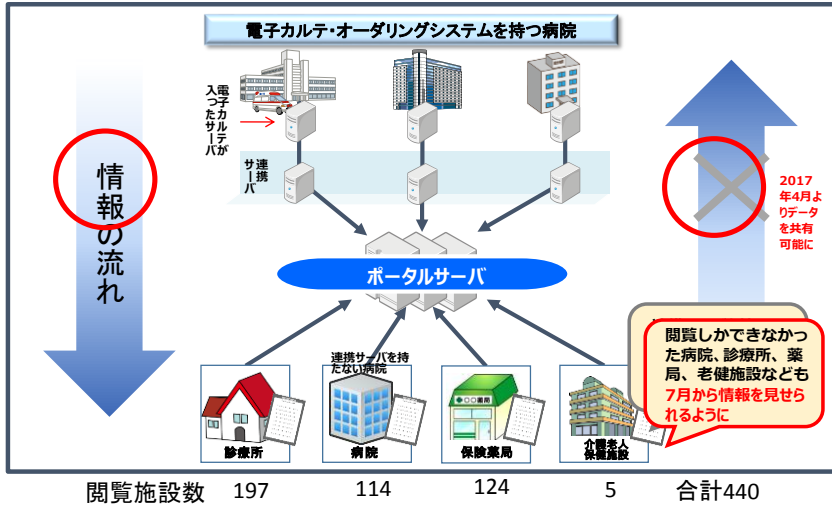 電子カルテ・オーダリングシステムを持つ病院
電子カルテが
入ったサーバ
連携
サーバ
情報の流れ
2017
年4月よ
りデータ
を共有
可能に
ポータルサーバ
閲覧しかできなかっ
た病院、診療所、薬
局、老健施設なども
7月から情報を見せら
れるように
連携サーバを持
たない病院
〇〇薬局
診療所
病院
保険薬局
介護老人
保健施設
閲覧施設数 197 114 124 5 合計440